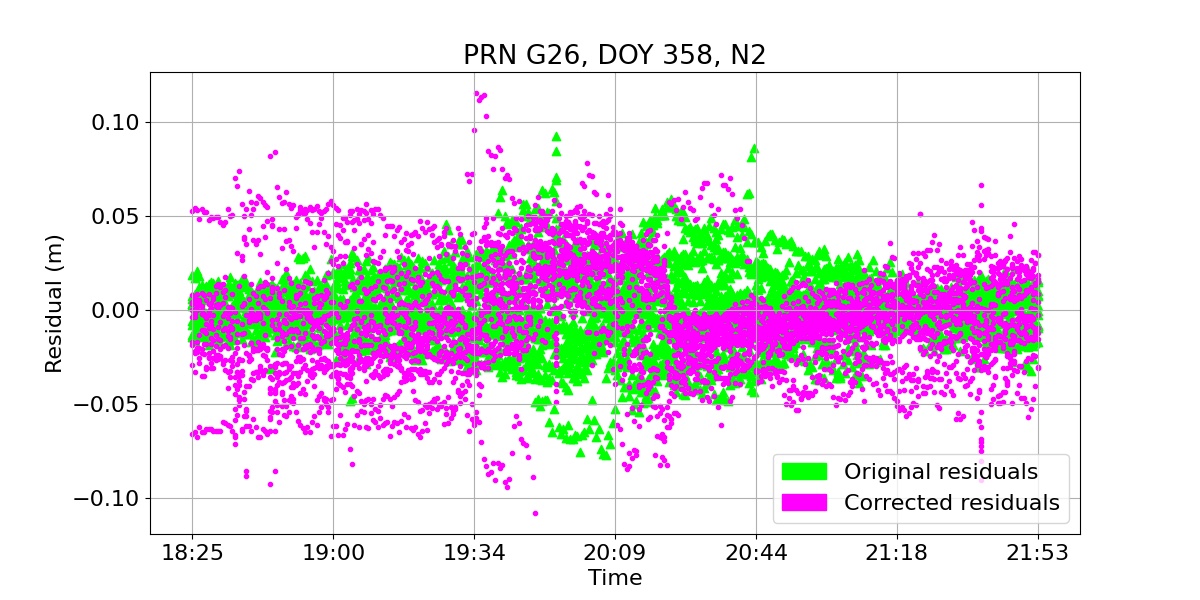 PRN G26, DOY 358, N2
Residual (m)
0.10
0.05
0.00
−0.05
−0.10
Original residuals
Corrected residuals
18:25 19:00 19:34 20:09 20:44 21:18 21:53
Time